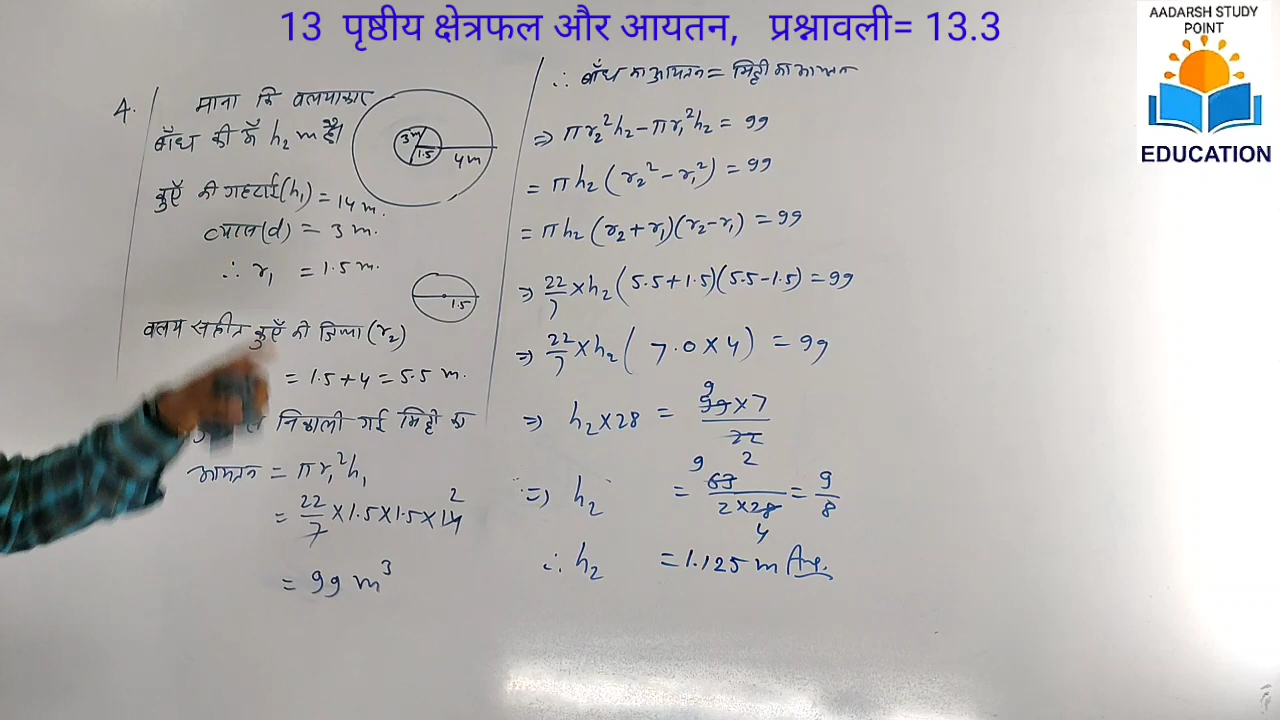 13 पृष्ठीय क्षेत्रफल और आयतन, प्रश्नावली= 13.3
AADARSH STUDY
POINT
EDUCATION
4. माना कि वलयाकार
बाँध की ऊँ h₂ m है।
3m
1.5
4m
कुएँ की गहराई(h₁) = 14 m.
व्यास(d) = 3 m.
∴ r₁ = 1.5 m.
1.5
वलय सहीत कुएँ की त्रिज्या (r₂)
= 1.5+4 = 5.5 m.
निकाली गई मिट्टी का
आयतन = πr₁²h₁
= 22/7 ×1.5×1.5×14 2
= 99 m³
∴ बाँध का आयतन = मिट्टी का आयतन
⇒ πr₂²h₂ - πr₁²h₂ = 99
= πh₂ (r₂² - r₁²) = 99
= πh₂ (r₂ + r₁)(r₂ - r₁) = 99
⇒ 22/7 ×h₂ (5.5+1.5)(5.5-1.5) = 99
⇒ 22/7 ×h₂ ( 7.0 × 4) = 99
⇒ h₂×28 = 9 99×7/22 2
⇒ h₂ = 9 63/2×28 4 = 9/8
∴ h₂ = 1.125 m Ans.